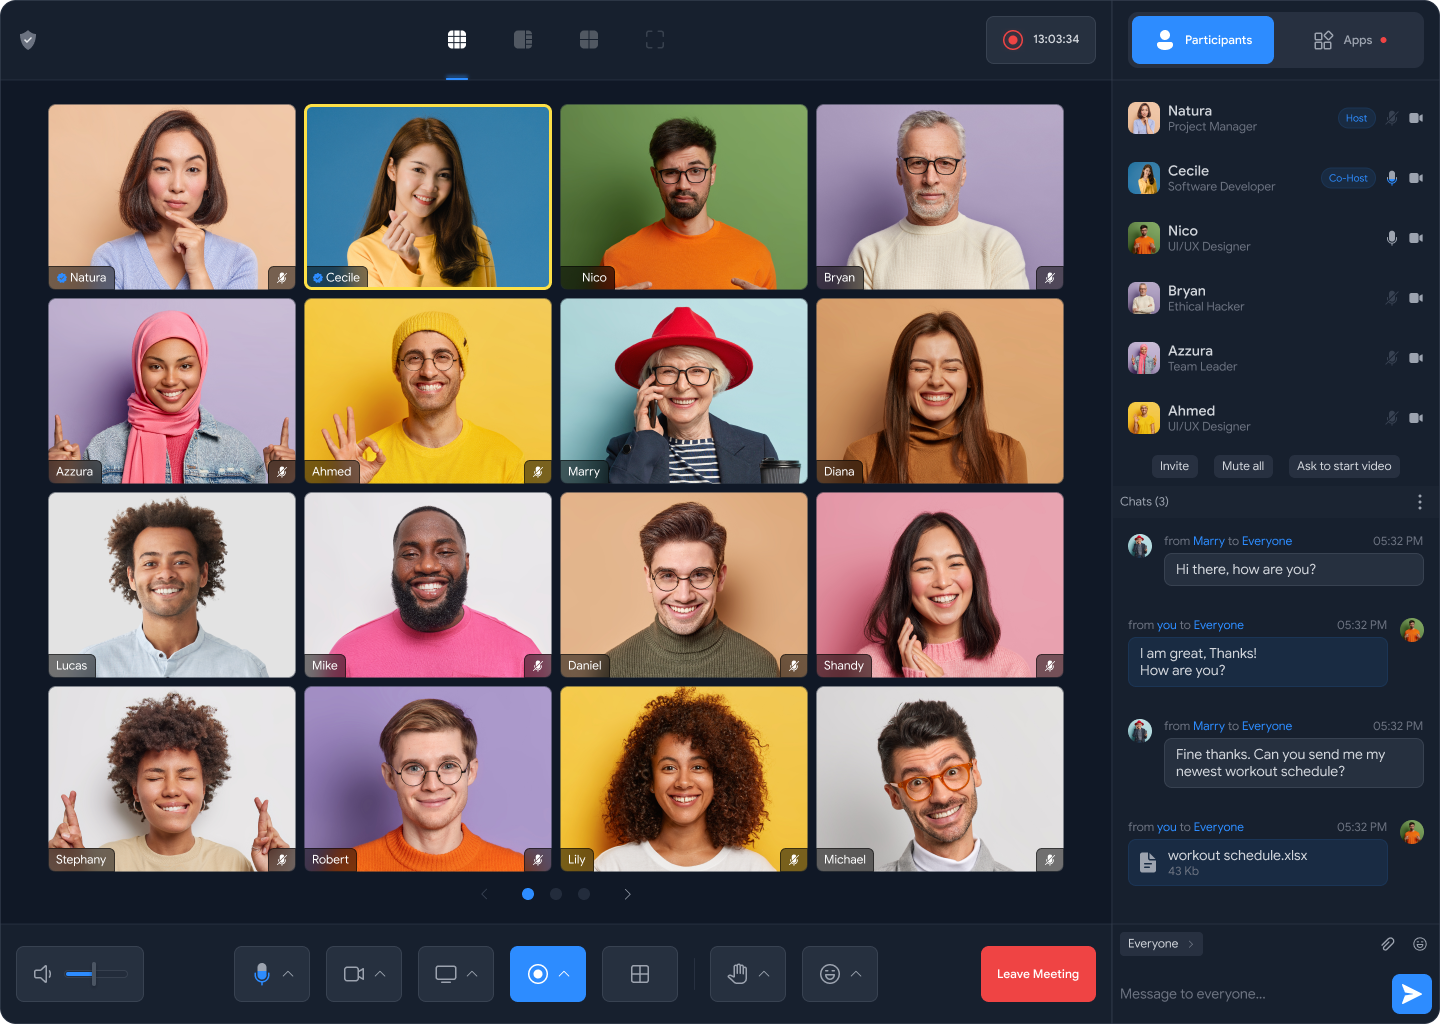 13:03:34
Participants
Apps
Natura
Cecile
Nico
Bryan
Azzura
Ahmed
Marry
Diana
Lucas
Mike
Daniel
Shandy
Stephany
Robert
Lily
Michael
Leave Meeting
Natura
Project Manager
Host
Cecile
Software Developer
Co-Host
Nico
UI/UX Designer
Bryan
Ethical Hacker
Azzura
Team Leader
Ahmed
UI/UX Designer
Invite
Mute all
Ask to start video
Chats (3)
from Marry to Everyone 05:32 PM
Hi there, how are you?
from you to Everyone 05:32 PM
I am great, Thanks!
How are you?
from Marry to Everyone 05:32 PM
Fine thanks. Can you send me my
newest workout schedule?
from you to Everyone 05:32 PM
workout schedule.xlsx
43 Kb
Everyone
Message to everyone...